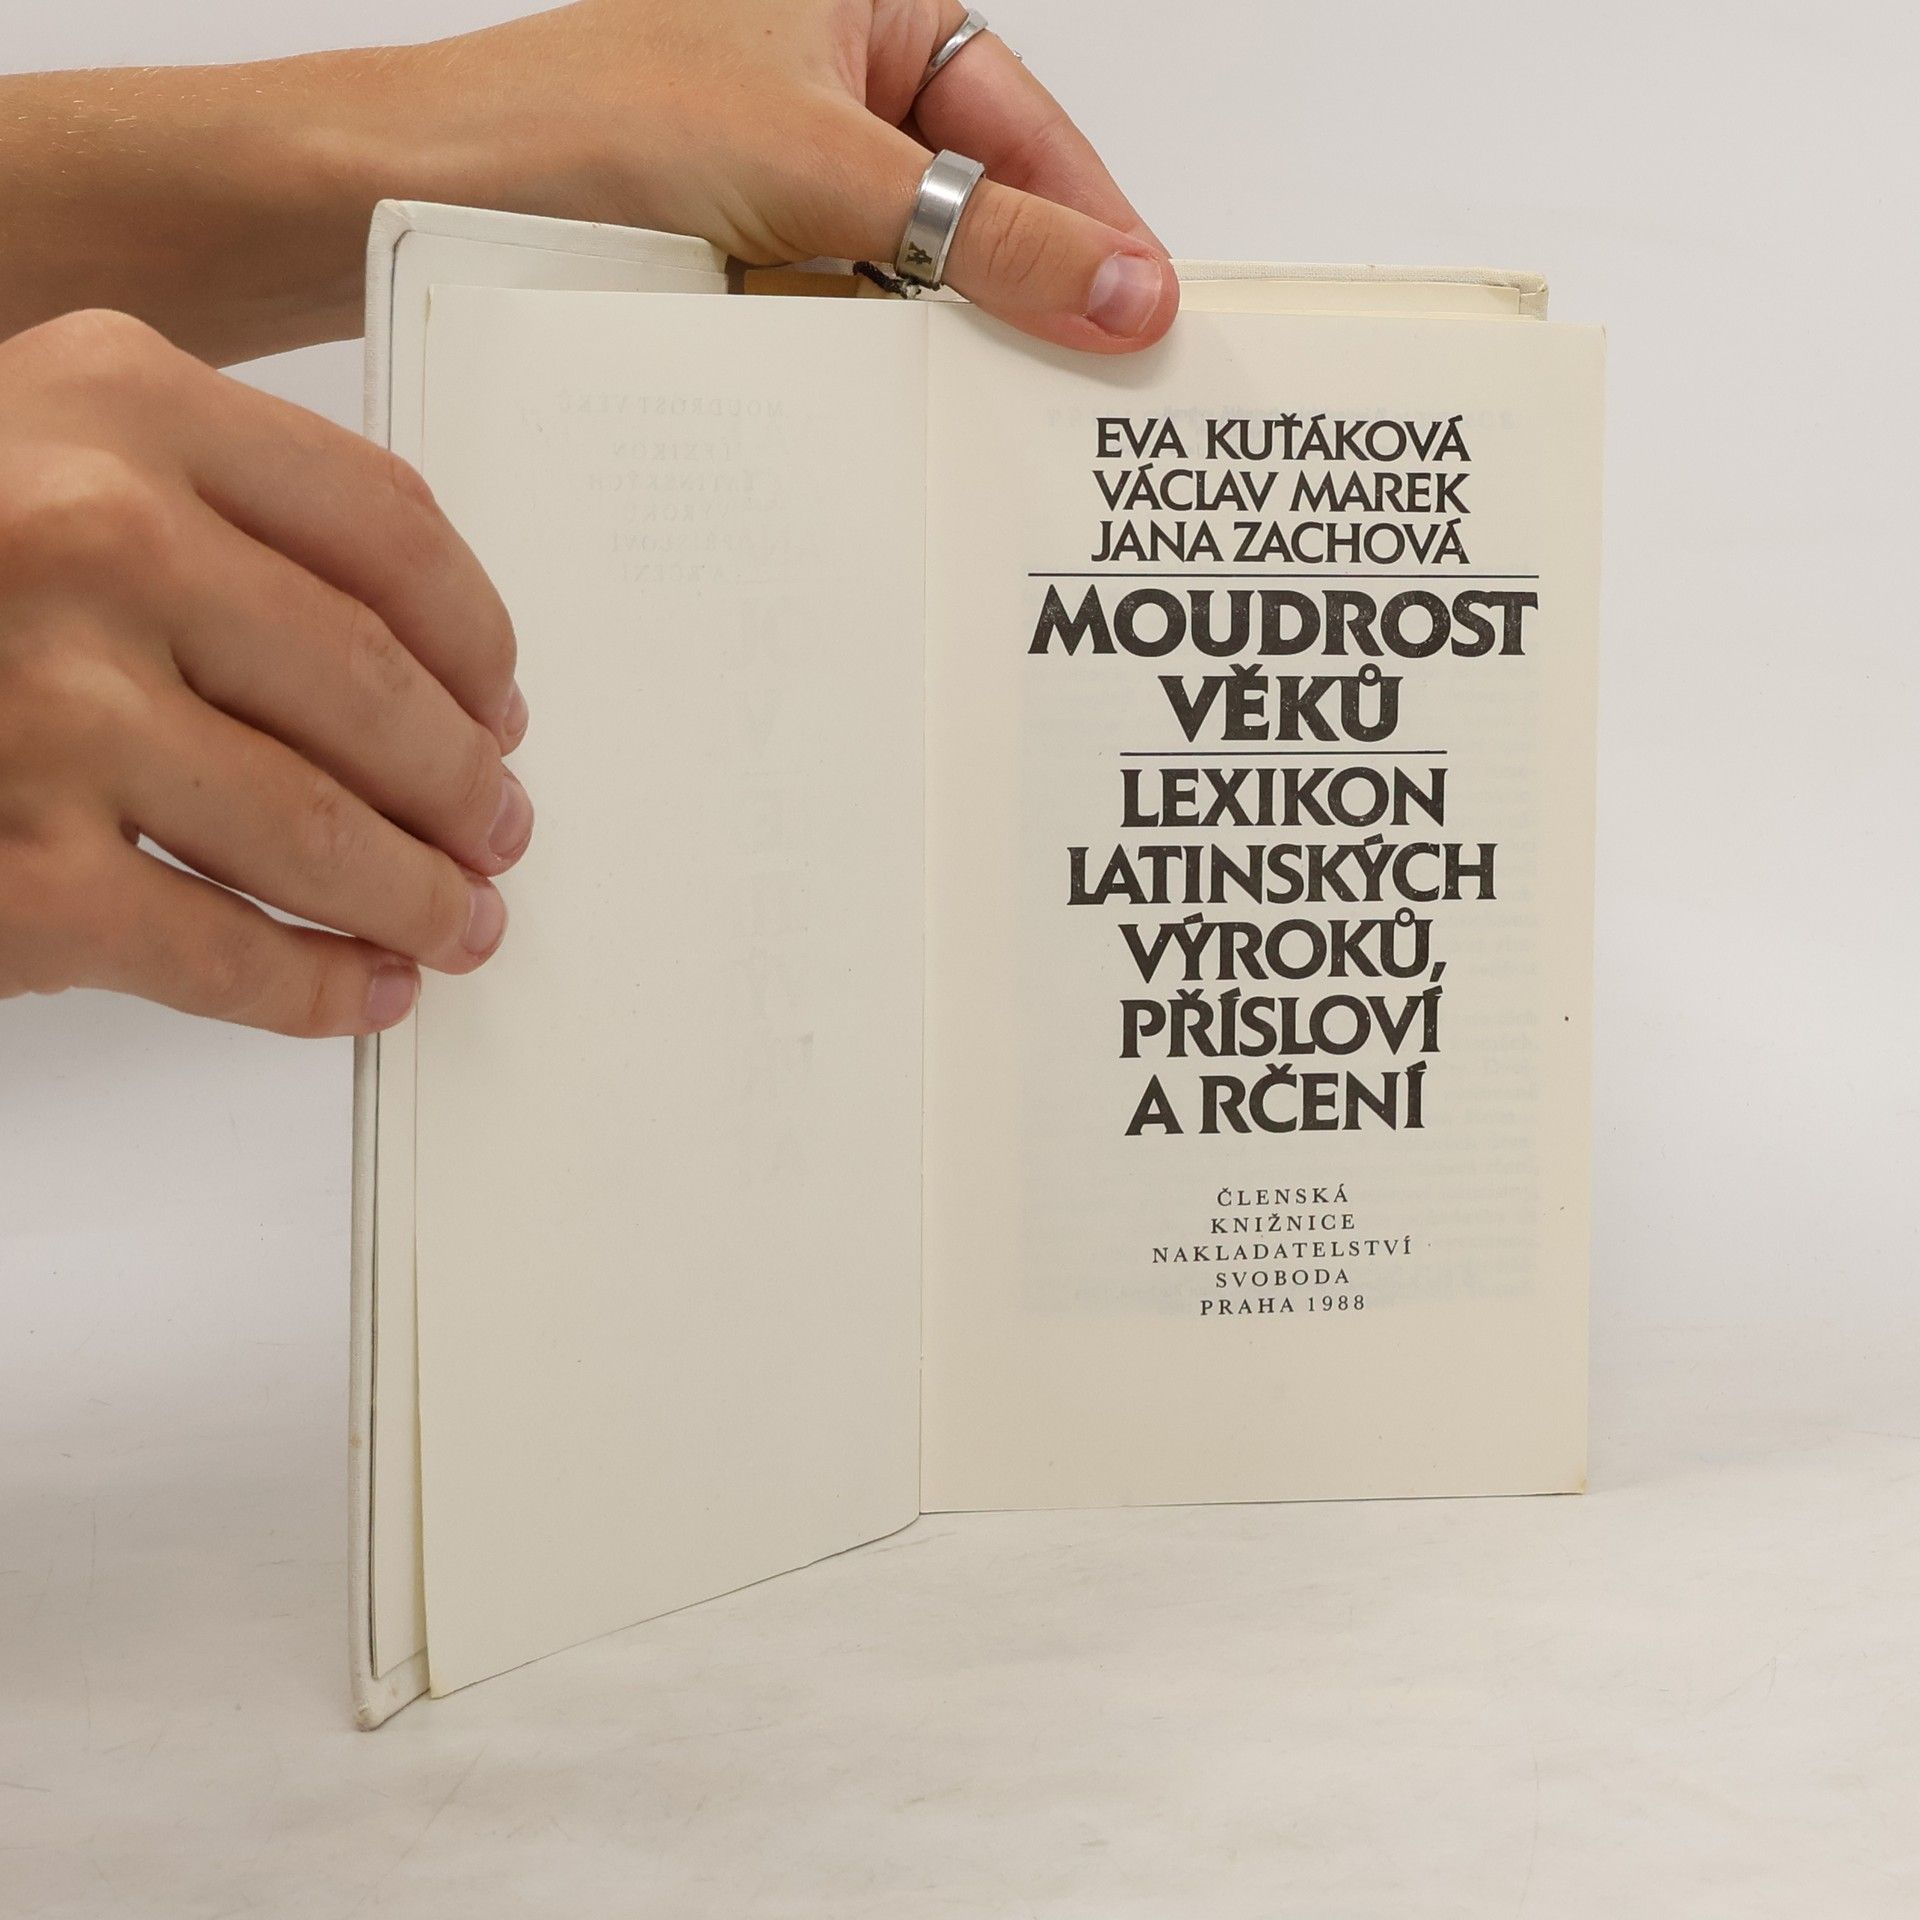 EVA KUŤÁKOVÁ
VÁCLAV MAREK
JANA ZACHOVÁ
MOUDROST
VĚKŮ
LEXIKON
LATINSKÝCH
VÝROKŮ,
PŘÍSLOVÍ
A RČENÍ
ČLENSKÁ
KNIŽNICE
NAKLADATELSTVÍ
SVOBODA
PRAHA 1988